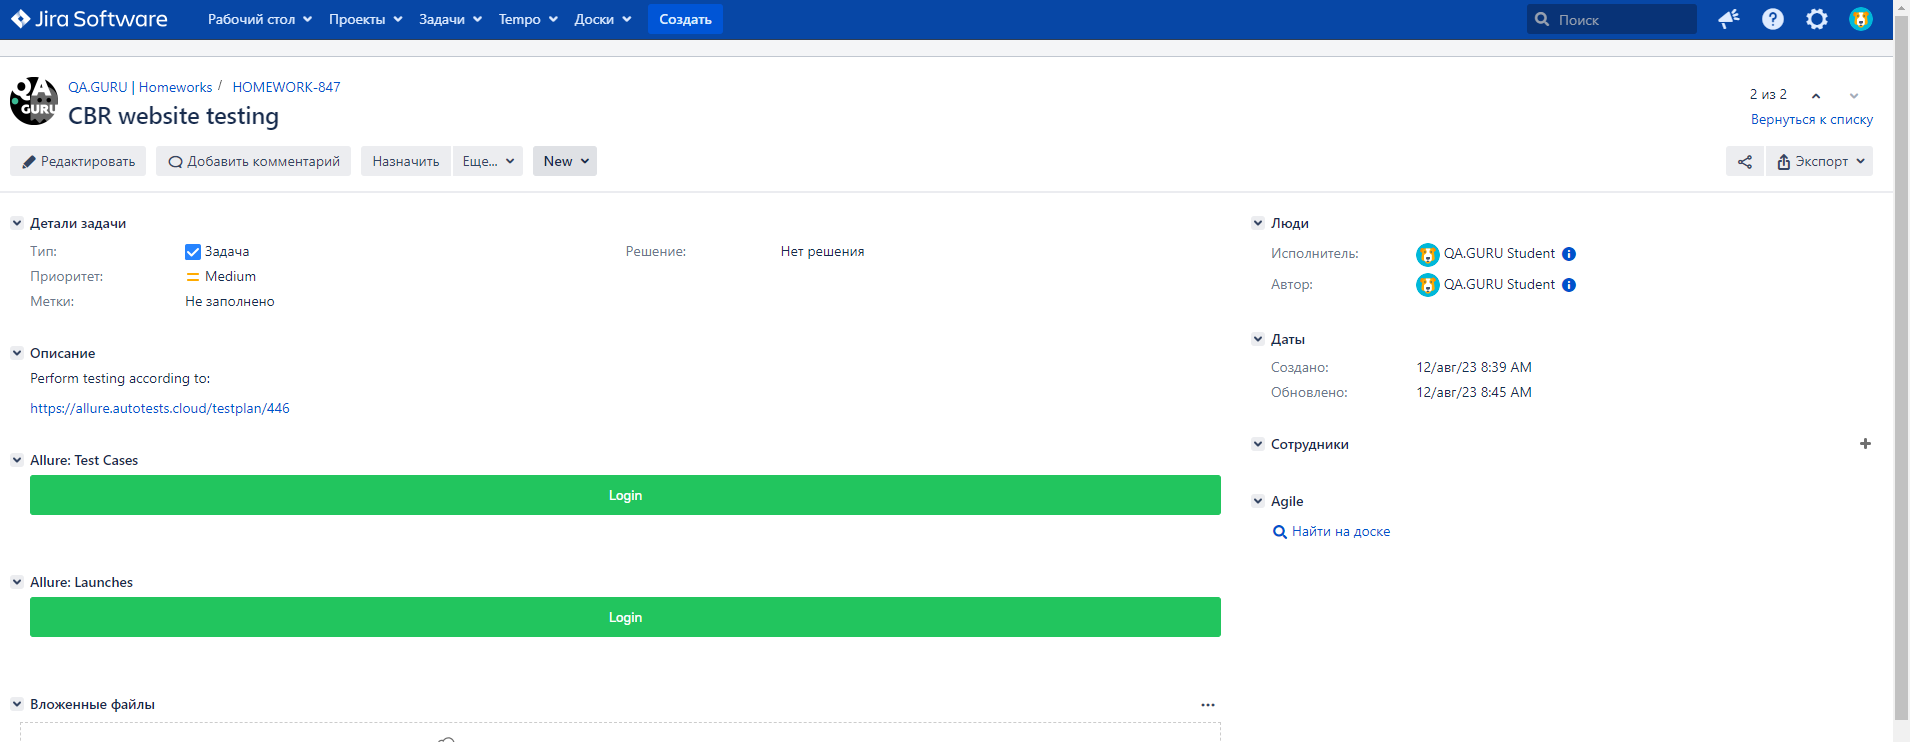 Jira Software Рабочий стол Проекты Задачи Tempo Доски Создать Поиск
QA GURU
QA.GURU | Homeworks / HOMEWORK-847
CBR website testing
2 из 2
Вернуться к списку
Редактировать Добавить комментарий Назначить Еще... New Экспорт
Детали задачи
Тип: Задача Решение: Нет решения
Приоритет: Medium
Метки: Не заполнено
Описание
Perform testing according to:
https://allure.autotests.cloud/testplan/446
Allure: Test Cases
Login
Allure: Launches
Login
Вложенные файлы
Люди
Исполнитель: QA.GURU Student
Автор: QA.GURU Student
Даты
Создано: 12/авг/23 8:39 AM
Обновлено: 12/авг/23 8:45 AM
Сотрудники
Agile
Найти на доске